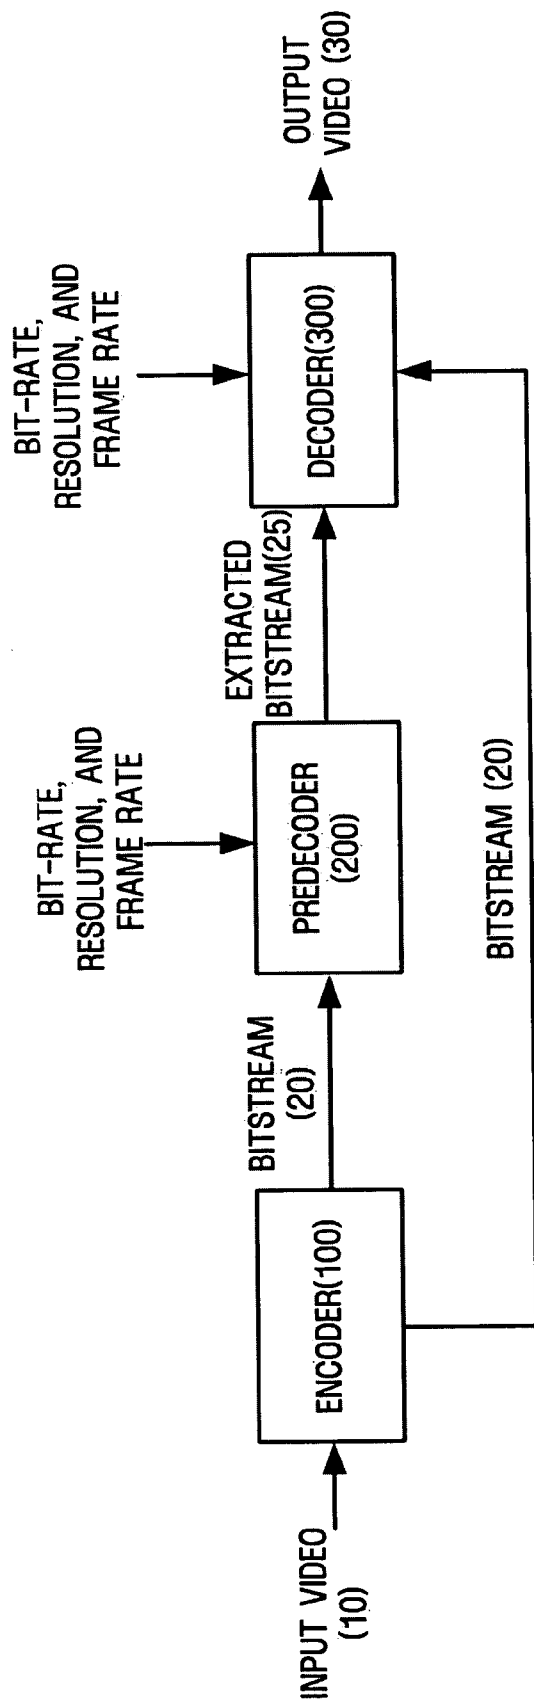 INPUT VIDEO
(10)
ENCODER(100)
BITSTREAM
(20)
BIT-RATE,
RESOLUTION, AND
FRAME RATE
PREDECODER
(200)
EXTRACTED
BITSTREAM(25)
BIT-RATE,
RESOLUTION, AND
FRAME RATE
DECODER(300)
OUTPUT
VIDEO (30)
BITSTREAM (20)